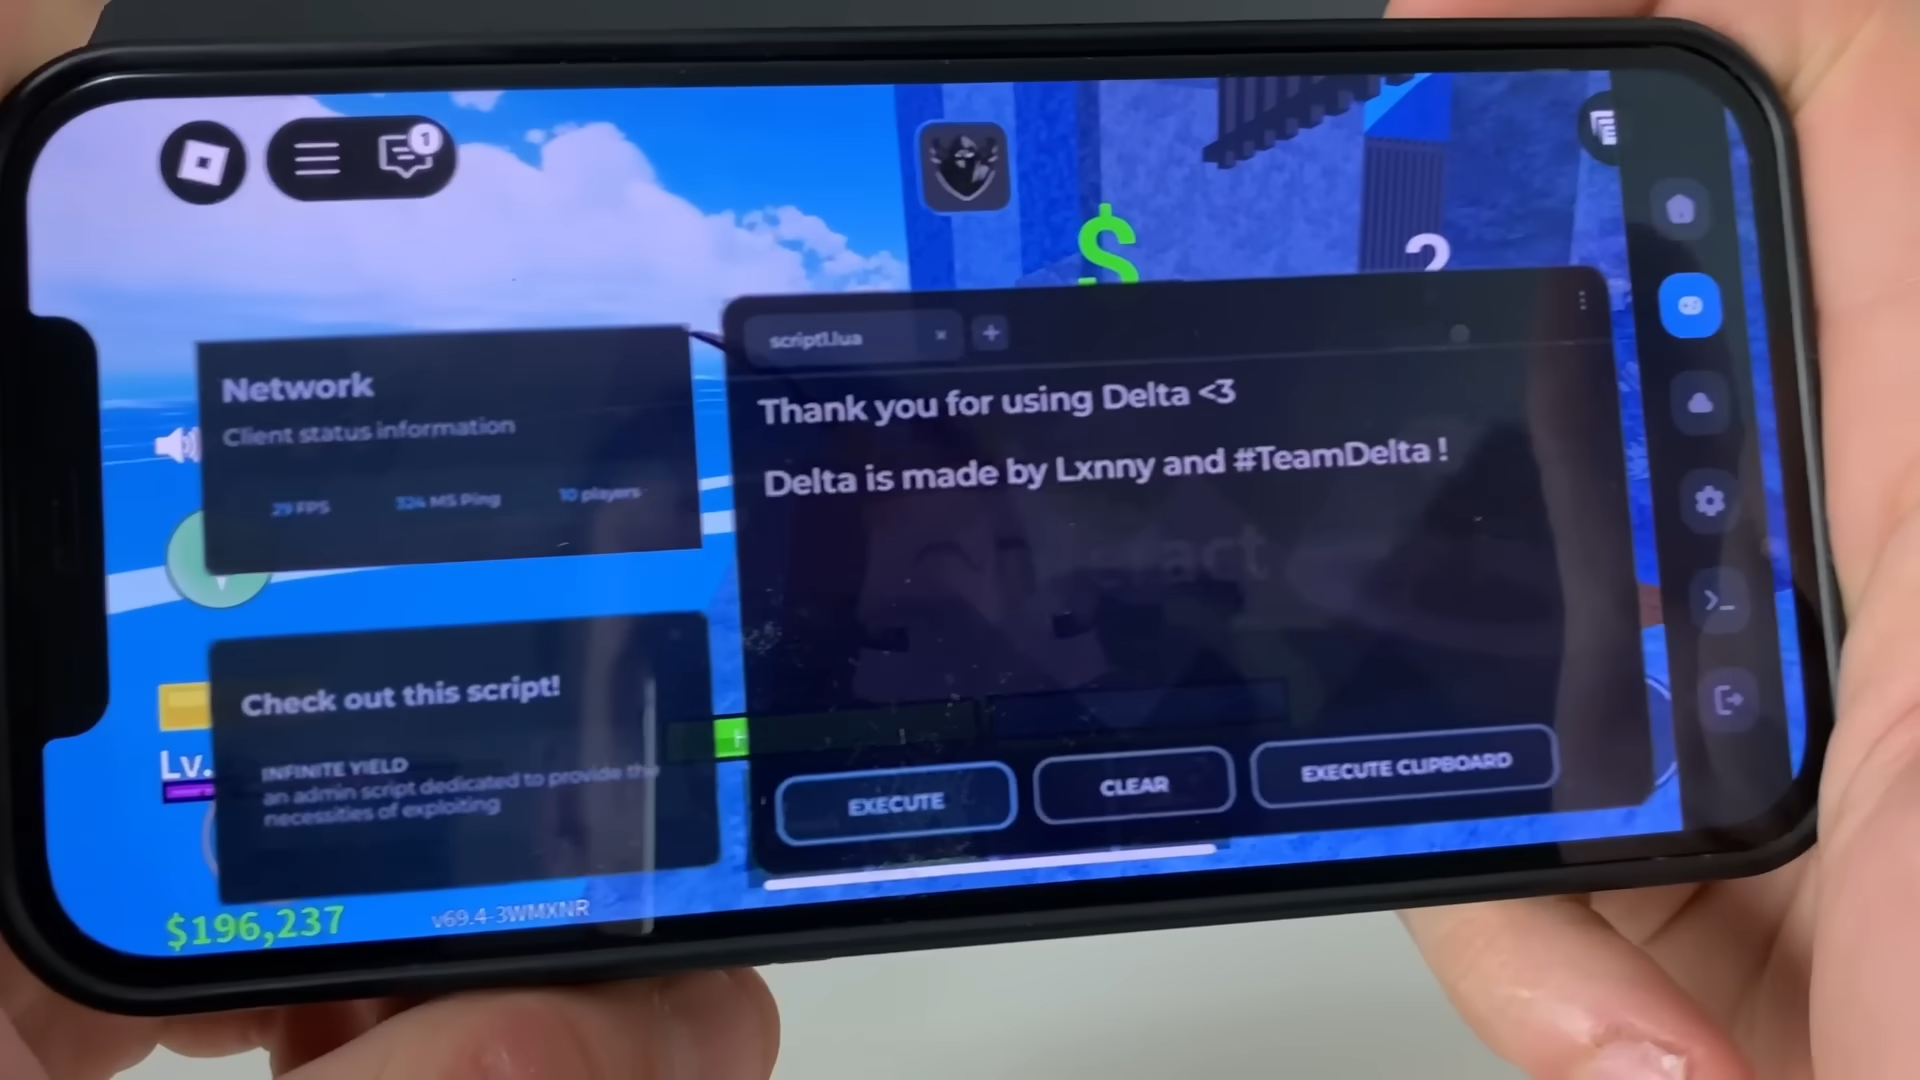 1
$
?
Network
Client status information
29 FPS
324 MS Ping
10 players
script1.lua
×
+
Thank you for using Delta <3
Delta is made by Lxnny and #TeamDelta !
Check out this script!
INFINITE YIELD
an admin script dedicated to provide the
necessities of exploiting
EXECUTE
CLEAR
EXECUTE CLIPBOARD
Lv.
$196,237
v69.4-3WMXNR